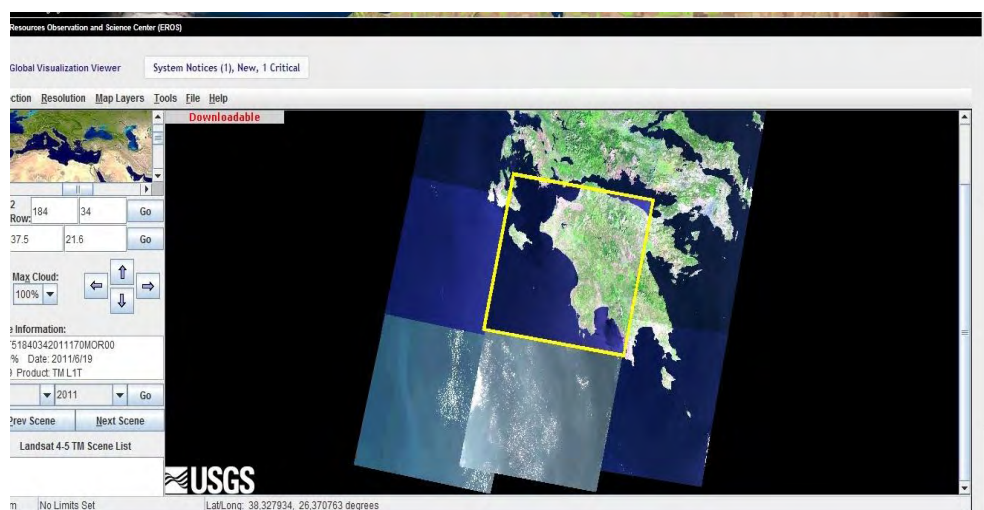 Resources Observation and Science Center (EROS)
Global Visualization Viewer System Notices (1), New, 1 Critical
ction Resolution Map Layers Tools File Help
Downloadable
2
Row: 184 34 Go
37.5 21.6 Go
Max Cloud:
100%
e Information:
51840342011170MOR00
% Date: 2011/6/19
9 Product: TM L1T
2011 Go
Prev Scene Next Scene
Landsat 4-5 TM Scene List
USGS
m No Limits Set Lat/Long: 38.327934, 26.370763 degrees